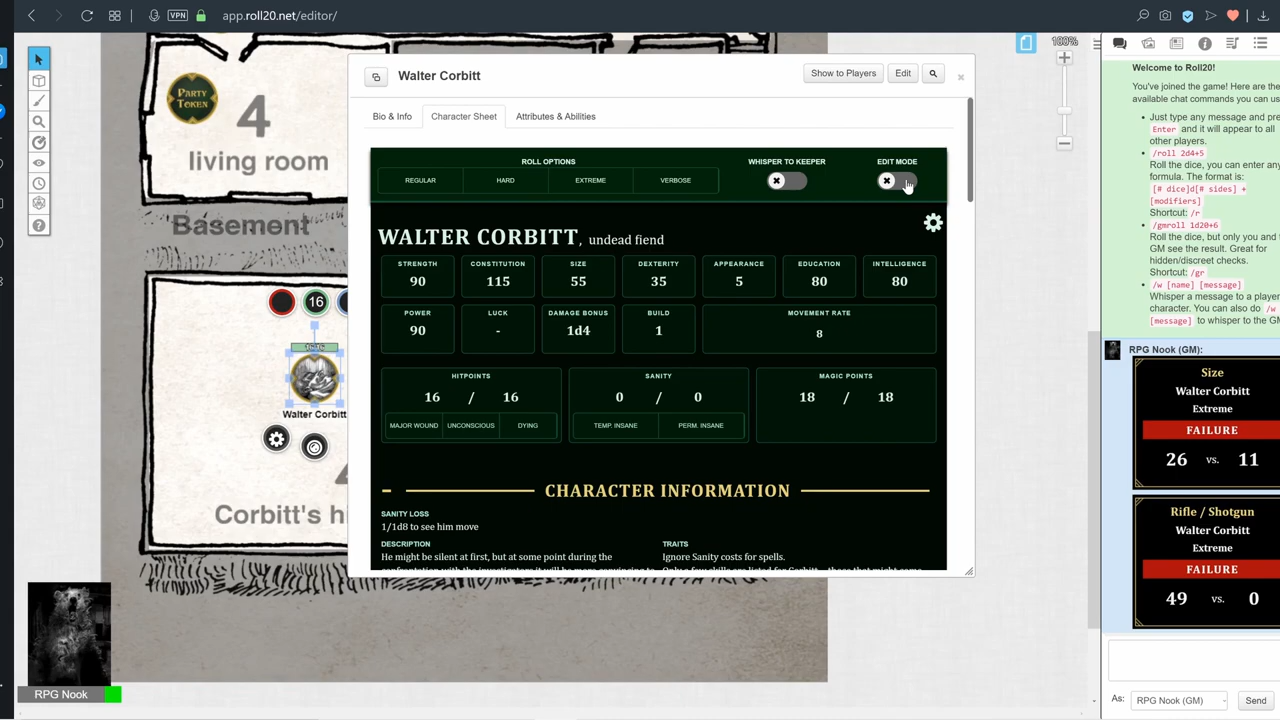 VPN
app.roll20.net/editor/
PARTY
TOKEN
4
living room
Basement
16
Walter Corbitt
Corbitt's h
RPG Nook
Walter Corbitt
Show to Players
Edit
Bio & Info
Character Sheet
Attributes & Abilities
ROLL OPTIONS
REGULAR
HARD
EXTREME
VERBOSE
WHISPER TO KEEPER
EDIT MODE
WALTER CORBITT, undead fiend
STRENGTH
90
CONSTITUTION
115
SIZE
55
DEXTERITY
35
APPEARANCE
5
EDUCATION
80
INTELLIGENCE
80
POWER
90
LUCK
-
DAMAGE BONUS
1d4
BUILD
1
MOVEMENT RATE
8
HITPOINTS
16 / 16
MAJOR WOUND
UNCONSCIOUS
DYING
SANITY
0 / 0
TEMP. INSANE
PERM. INSANE
MAGIC POINTS
18 / 18
CHARACTER INFORMATION
SANITY LOSS
1/1d8 to see him move
DESCRIPTION
He might be silent at first, but at some point during the
TRAITS
Ignore Sanity costs for spells.
100%
Welcome to Roll20!
You've joined the game! Here are the
available chat commands you can us
Just type any message and pre
Enter and it will appear to all
other players.
/roll 2d4+5
Roll the dice, you can enter any
formula. The format is:
[# dice]d[# sides] +
[modifiers]
Shortcut: /r
/gmroll 1d20+6
Roll the dice, but only you and t
GM see the result. Great for
hidden/discreet checks.
Shortcut: /gr
/w [name] [message]
Whisper a message to a player
character. You can also do /w
[message] to whisper to the GM
RPG Nook (GM):
Size
Walter Corbitt
Extreme
FAILURE
26 vs. 11
Rifle / Shotgun
Walter Corbitt
Extreme
FAILURE
49 vs. 0
As:
RPG Nook (GM)
Send